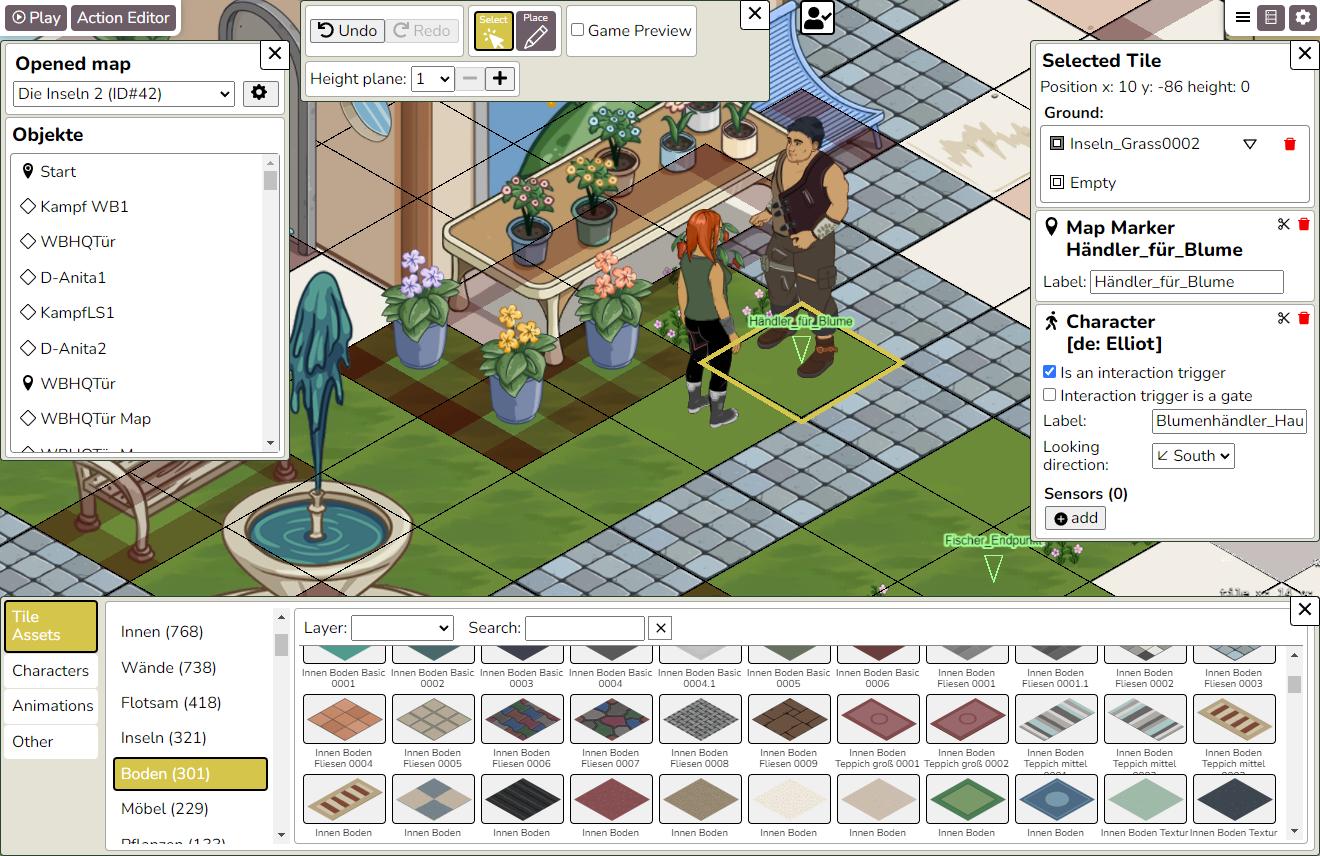 Play
Action Editor
Undo
Redo
Select
Place
Game Preview
Height plane:
1
Opened map
Die Inseln 2 (ID#42)
Objekte
Start
Kampf WB1
WBHQTür
D-Anita1
KampfLS1
D-Anita2
WBHQTür
WBHQTür Map
Händler_für_Blume
Fischer_Endpunkt
Selected Tile
Position x: 10 y: -86 height: 0
Ground:
Inseln_Grass0002
Empty
Map Marker
Händler_für_Blume
Label:
Händler_für_Blume
Character
[de: Elliot]
Is an interaction trigger
Interaction trigger is a gate
Label:
Blumenhändler_Hau
Looking
direction:
South
Sensors (0)
add
Tile
Assets
Characters
Animations
Other
Innen (768)
Wände (738)
Flotsam (418)
Inseln (321)
Boden (301)
Möbel (229)
Pflanzen
Layer:
Search:
Innen Boden Basic
0001
Innen Boden Basic
0002
Innen Boden Basic
0003
Innen Boden Basic
0004
Innen Boden Basic
0004.1
Innen Boden Basic
0005
Innen Boden Basic
0006
Innen Boden
Fliesen 0001
Innen Boden
Fliesen 0001.1
Innen Boden
Fliesen 0002
Innen Boden
Fliesen 0003
Innen Boden
Fliesen 0004
Innen Boden
Fliesen 0005
Innen Boden
Fliesen 0006
Innen Boden
Fliesen 0007
Innen Boden
Fliesen 0008
Innen Boden
Fliesen 0009
Innen Boden
Teppich groß 0001
Innen Boden
Teppich groß 0002
Innen Boden
Teppich mittel
Innen Boden
Teppich mittel
Innen Boden
Teppich mittel
Innen Boden
Innen Boden
Innen Boden
Innen Boden
Innen Boden
Innen Boden
Innen Boden
Innen Boden
Innen Boden
Innen Boden Textur
Innen Boden Textur